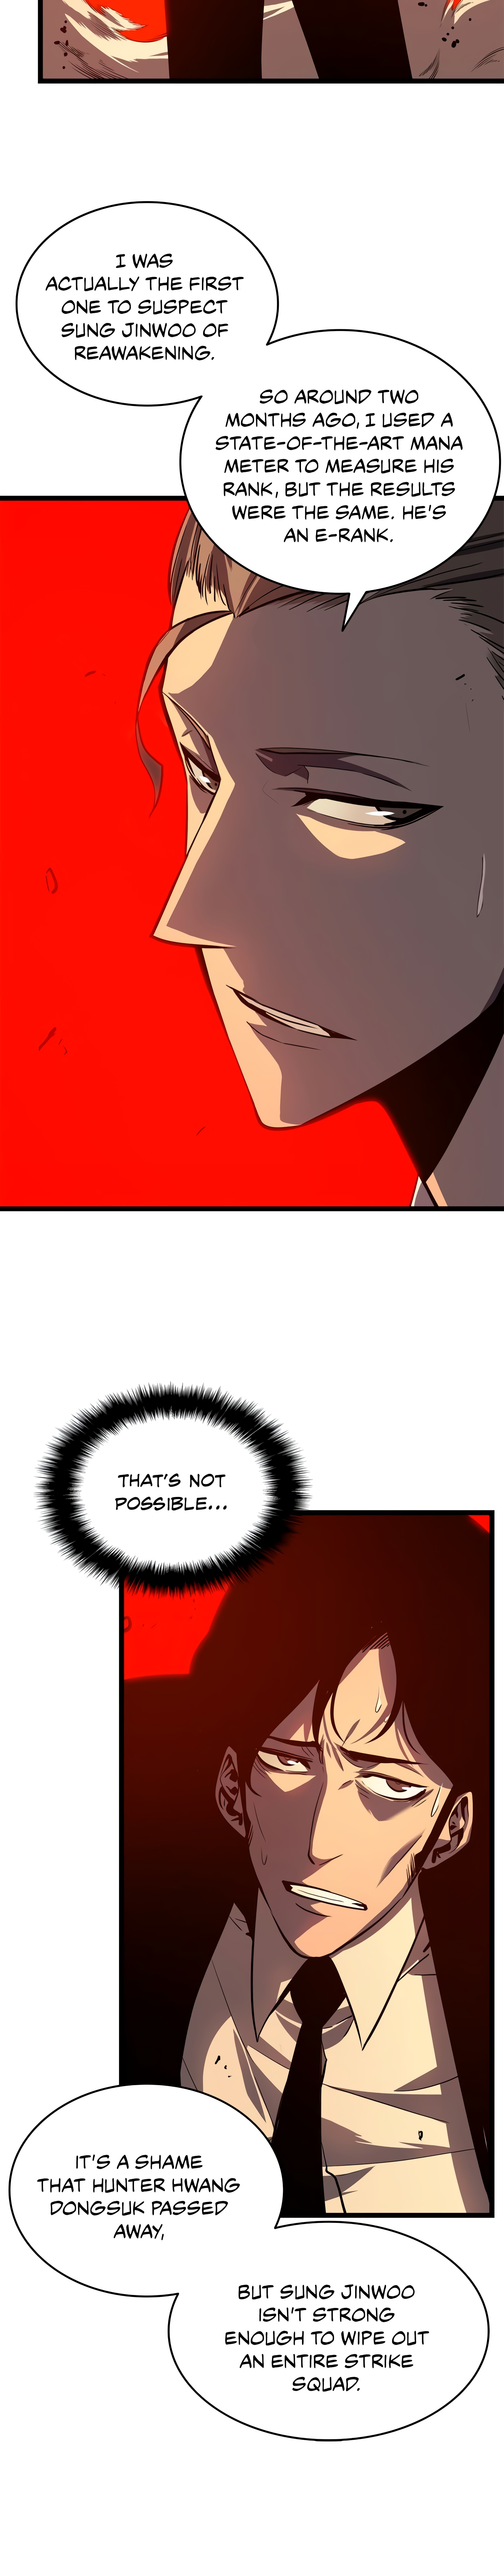 I WAS
ACTUALLY THE FIRST
ONE TO SUSPECT
SUNG JINWOO OF
REAWAKENING.
SO AROUND TWO
MONTHS AGO, I USED A
STATE-OF-THE-ART MANA
METER TO MEASURE HIS
RANK, BUT THE RESULTS
WERE THE SAME. HE'S
AN E-RANK.
THAT'S NOT
POSSIBLE...
IT'S A SHAME
THAT HUNTER HWANG
DONGSUK PASSED
AWAY,
BUT SUNG JINWOO
ISN'T STRONG
ENOUGH TO WIPE OUT
AN ENTIRE STRIKE
SQUAD.